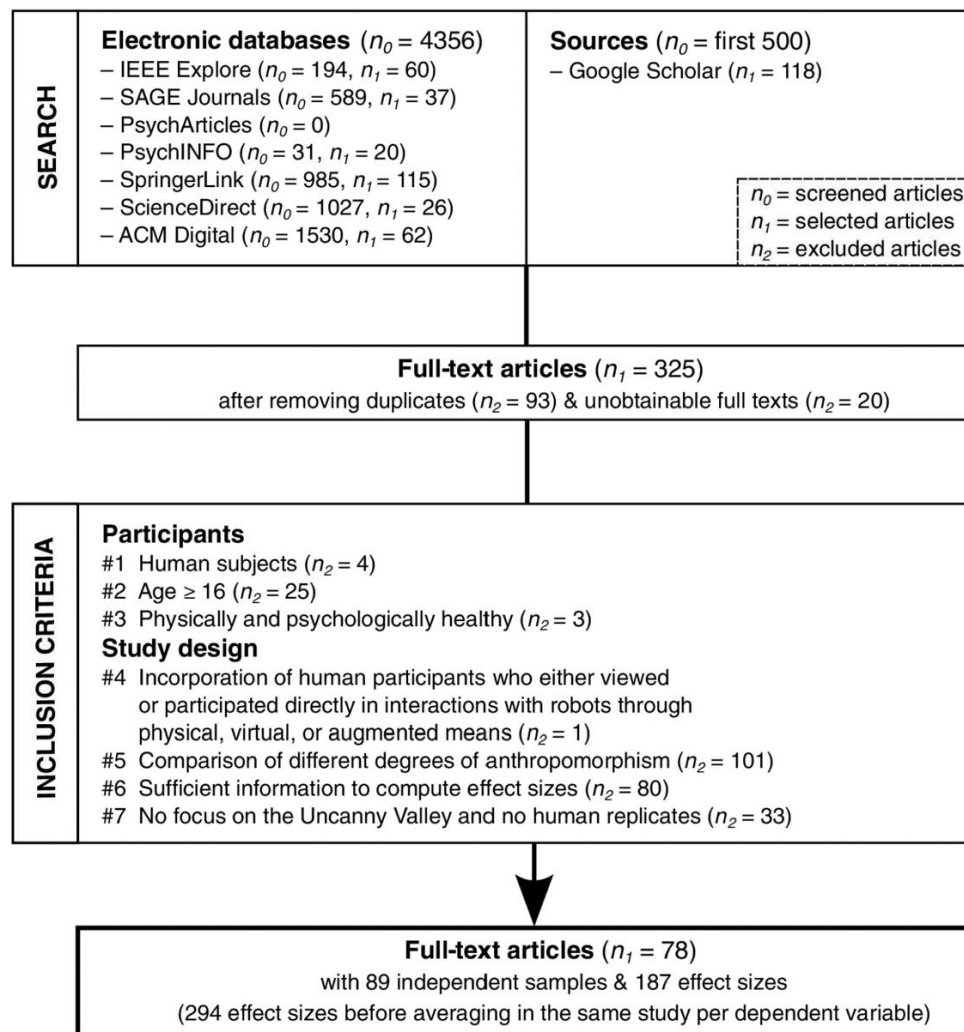 SEARCH
Electronic databases (n0 = 4356)
– IEEE Explore (n0 = 194, n1 = 60)
– SAGE Journals (n0 = 589, n1 = 37)
– PsychArticles (n0 = 0)
– PsychINFO (n0 = 31, n1 = 20)
– SpringerLink (n0 = 985, n1 = 115)
– ScienceDirect (n0 = 1027, n1 = 26)
– ACM Digital (n0 = 1530, n1 = 62)
Sources (n0 = first 500)
– Google Scholar (n1 = 118)
n0 = screened articles
n1 = selected articles
n2 = excluded articles
Full-text articles (n1 = 325)
after removing duplicates (n2 = 93) & unobtainable full texts (n2 = 20)
INCLUSION CRITERIA
Participants
#1 Human subjects (n2 = 4)
#2 Age ≥ 16 (n2 = 25)
#3 Physically and psychologically healthy (n2 = 3)
Study design
#4 Incorporation of human participants who either viewed
or participated directly in interactions with robots through
physical, virtual, or augmented means (n2 = 1)
#5 Comparison of different degrees of anthropomorphism (n2 = 101)
#6 Sufficient information to compute effect sizes (n2 = 80)
#7 No focus on the Uncanny Valley and no human replicates (n2 = 33)
Full-text articles (n1 = 78)
with 89 independent samples & 187 effect sizes
(294 effect sizes before averaging in the same study per dependent variable)